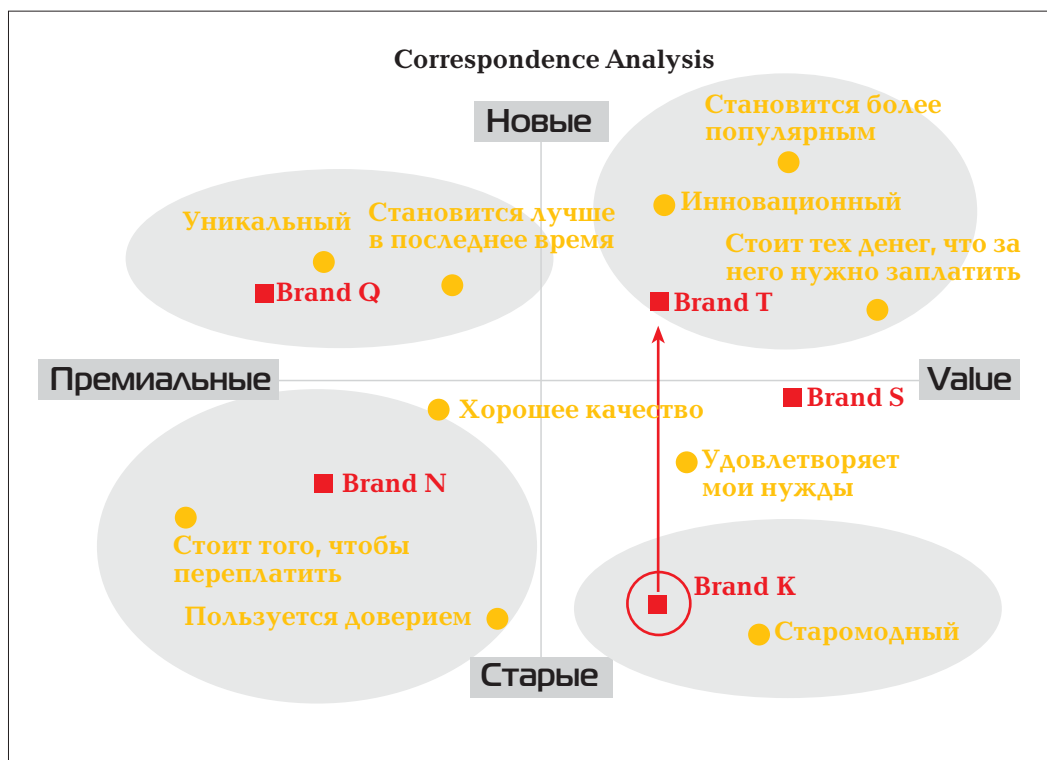 Correspondence Analysis
Новые
Становится более
популярным
Уникальный
Становится лучше
в последнее время
Инновационный
Стоит тех денег, что за
него нужно заплатить
Brand Q
Brand T
Премиальные
Value
Хорошее качество
Brand S
Brand N
Удовлетворяет
мои нужды
Стоит того, чтобы
переплатить
Brand K
Пользуется доверием
Старомодный
Старые